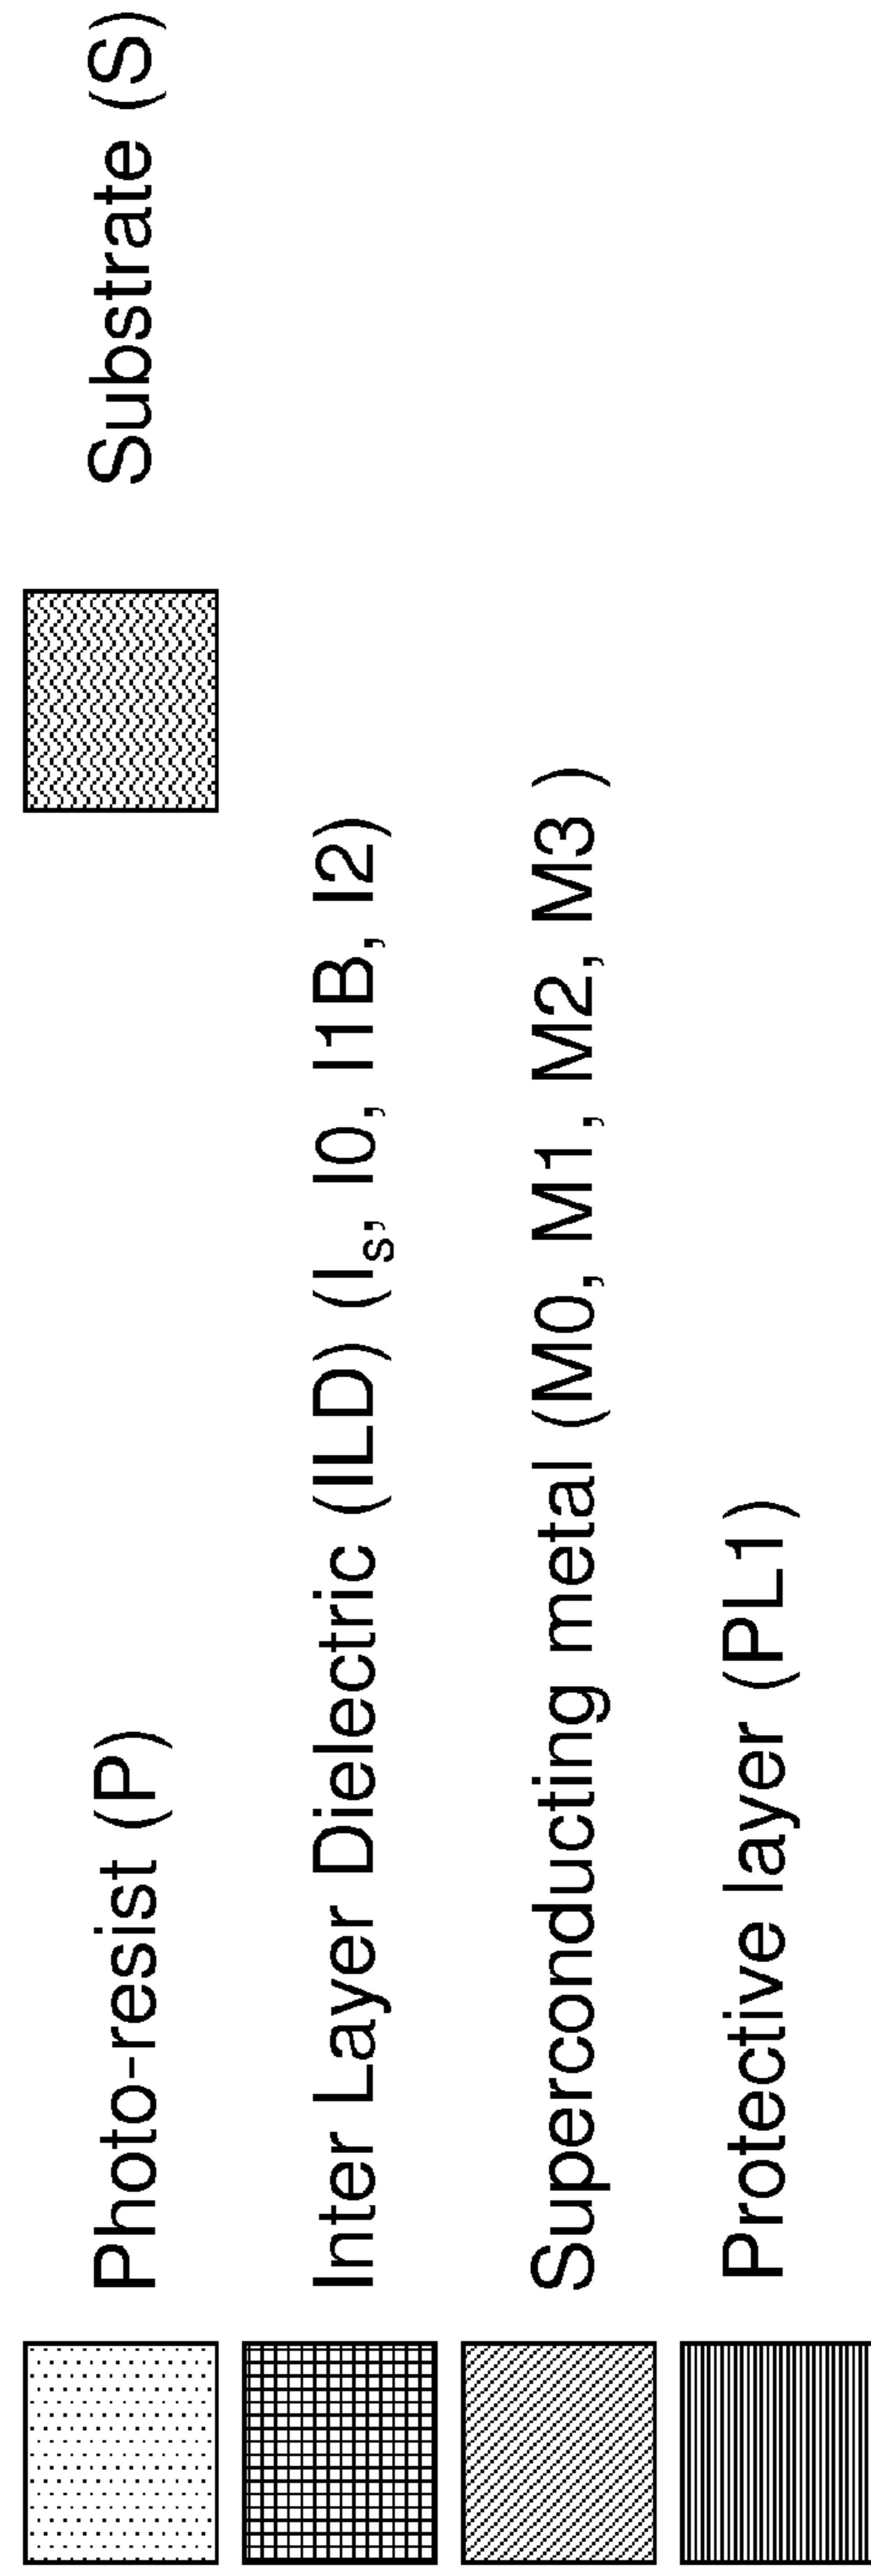 Photo-resist (P)
Substrate (S)
Inter Layer Dielectric (ILD) (Iₛ, I0, I1B, I2)
Superconducting metal (M0, M1, M2, M3 )
Protective layer (PL1)